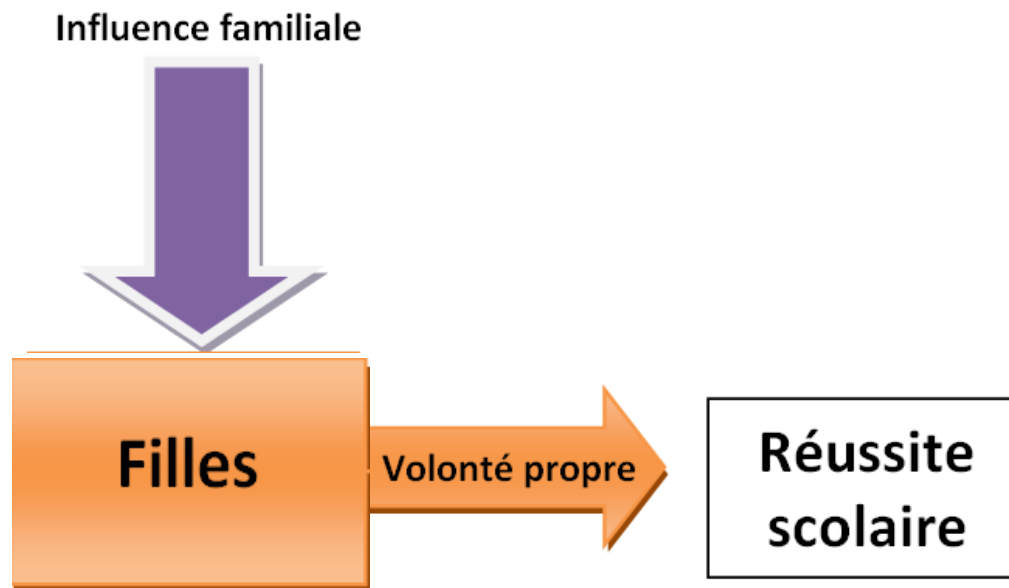 Influence familiale
Filles
Volonté propre
Réussite
scolaire